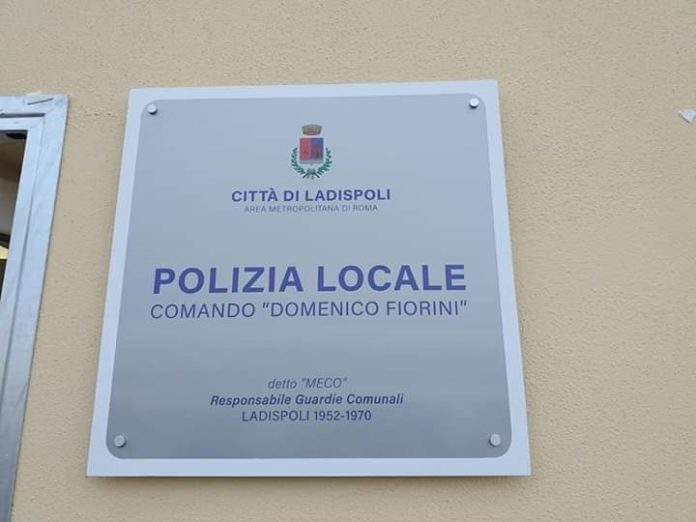 CITTÀ DI LADISPOLI
AREA METROPOLITANA DI ROMA
POLIZIA LOCALE
COMANDO "DOMENICO FIORINI"
detto "MECO"
Responsabile Guardie Comunali
LADISPOLI 1952-1970